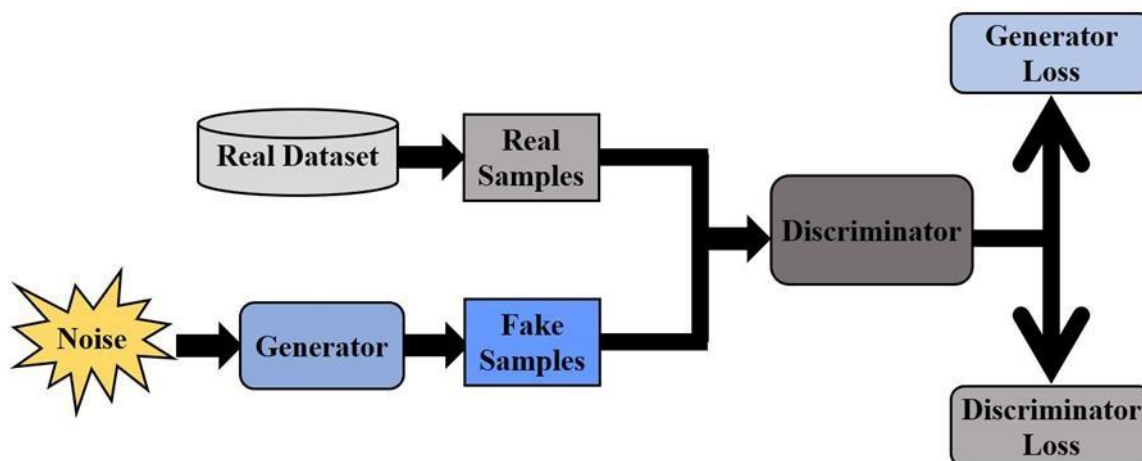 Generator
Loss
Real Dataset
Real
Samples
Discriminator
Noise
Generator
Fake
Samples
Discriminator
Loss